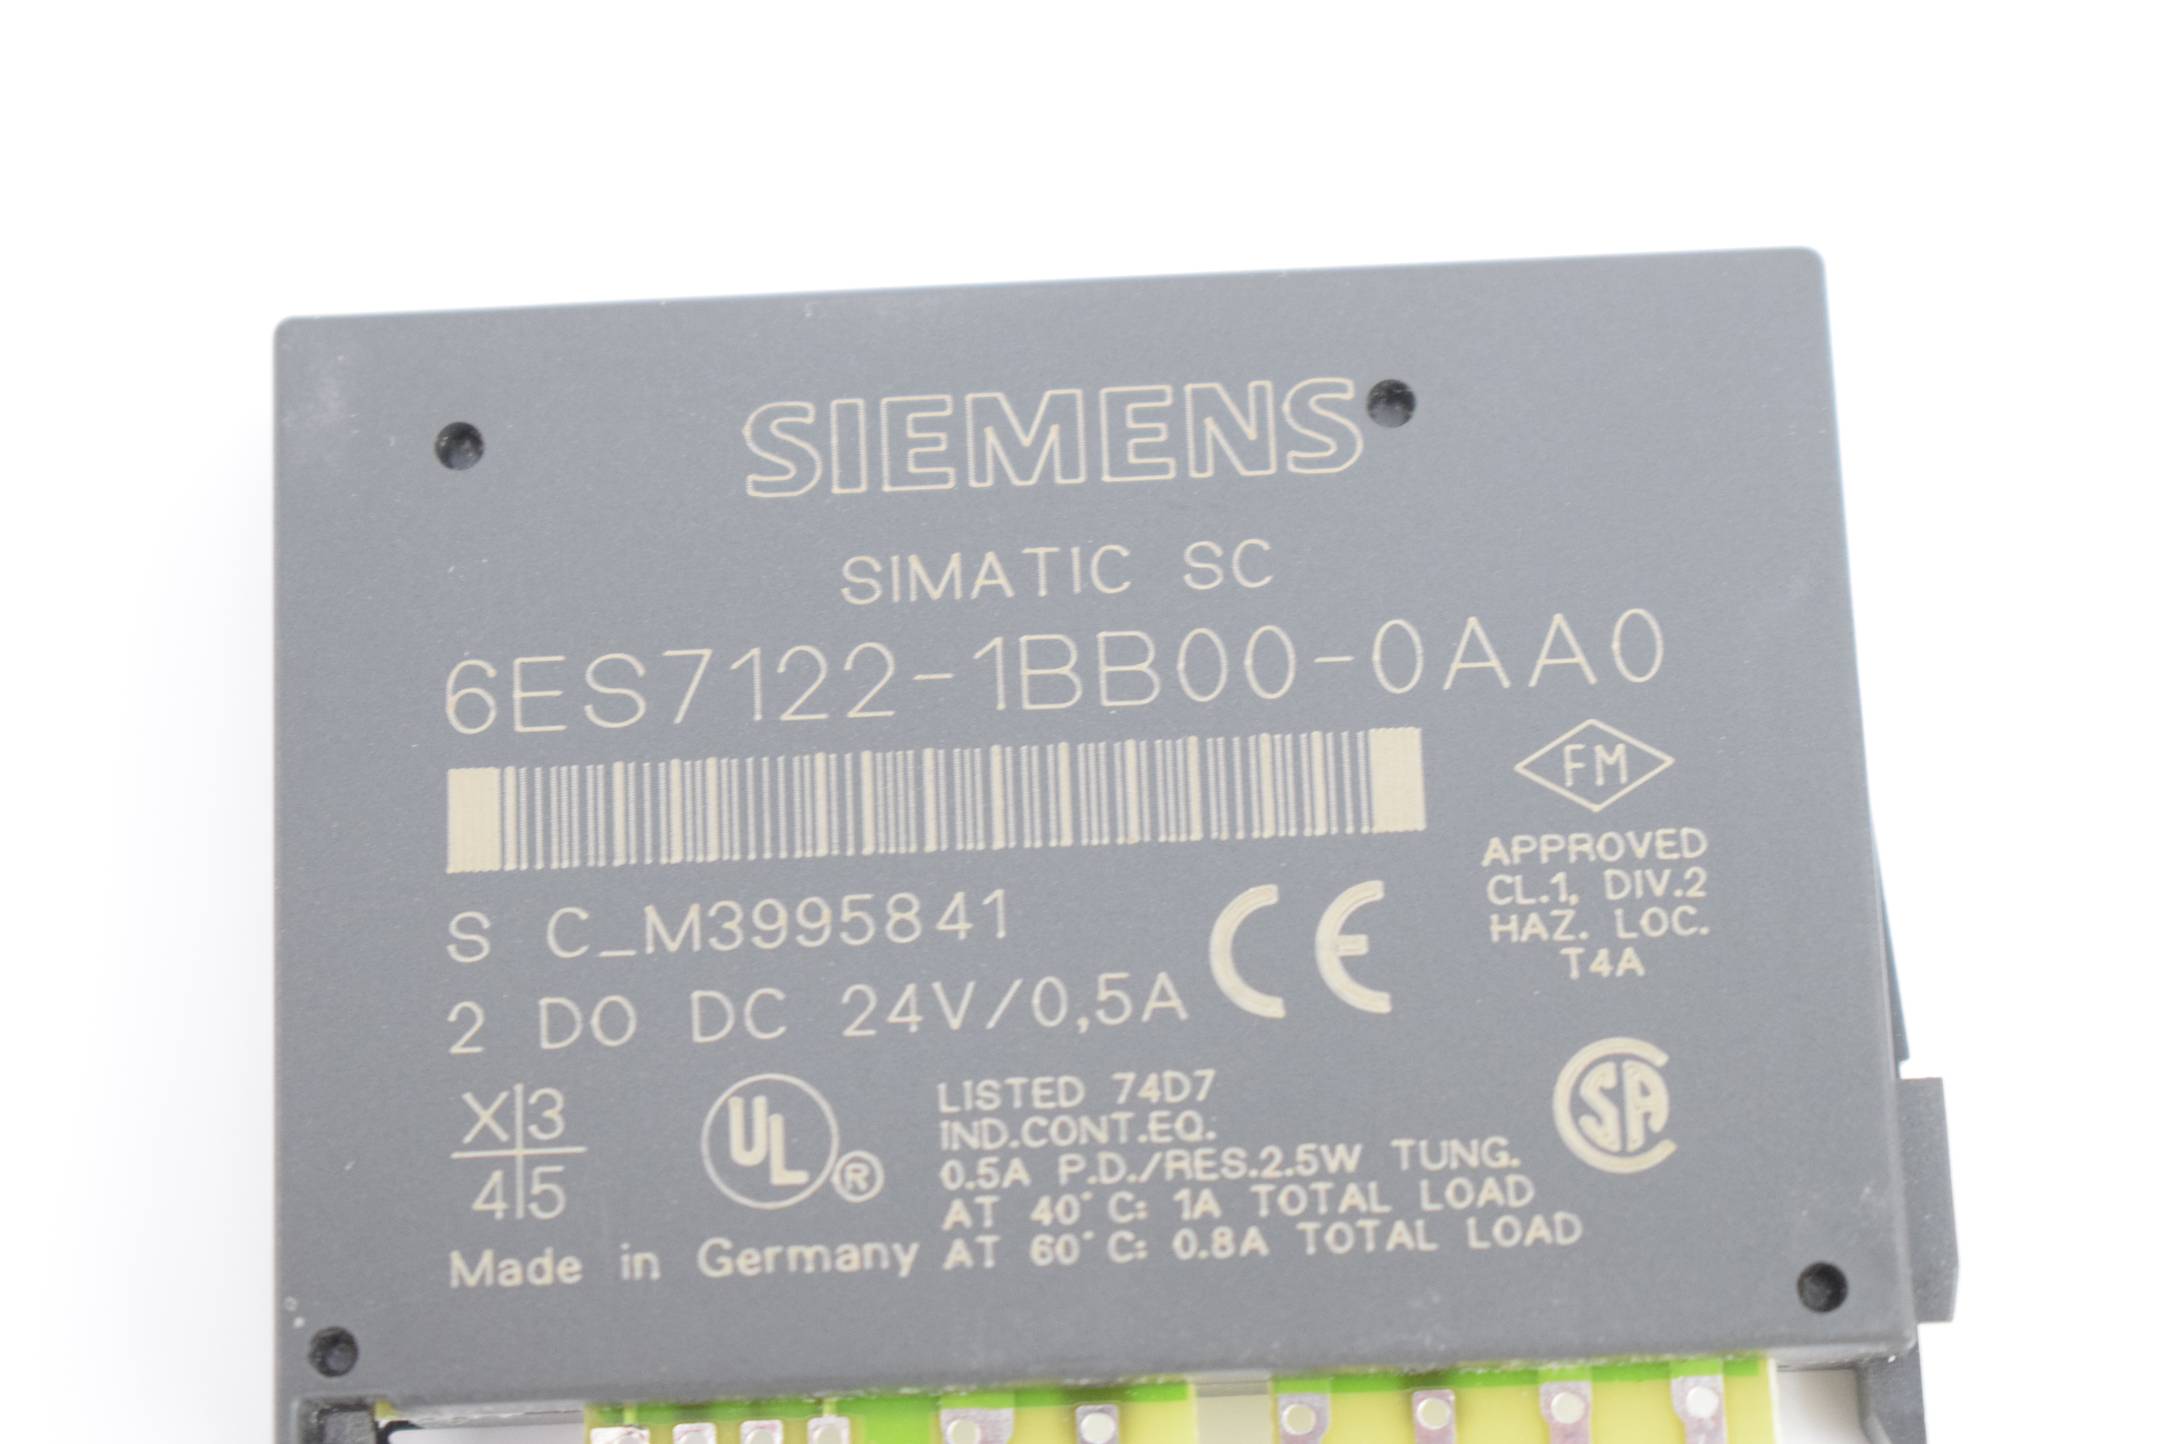 SIEMENS
SIMATIC SC
6ES7122-1BB00-0AA0
FM
APPROVED
CL.1, DIV.2
HAZ. LOC.
T4A
S C_M3995841
2 DO DC 24V/0,5A
CE
X 3
4 5
UL ®
LISTED 74D7
IND.CONT.EQ.
0.5A P.D./RES.2.5W TUNG.
AT 40°C: 1A TOTAL LOAD
AT 60°C: 0.8A TOTAL LOAD
SA
Made in Germany